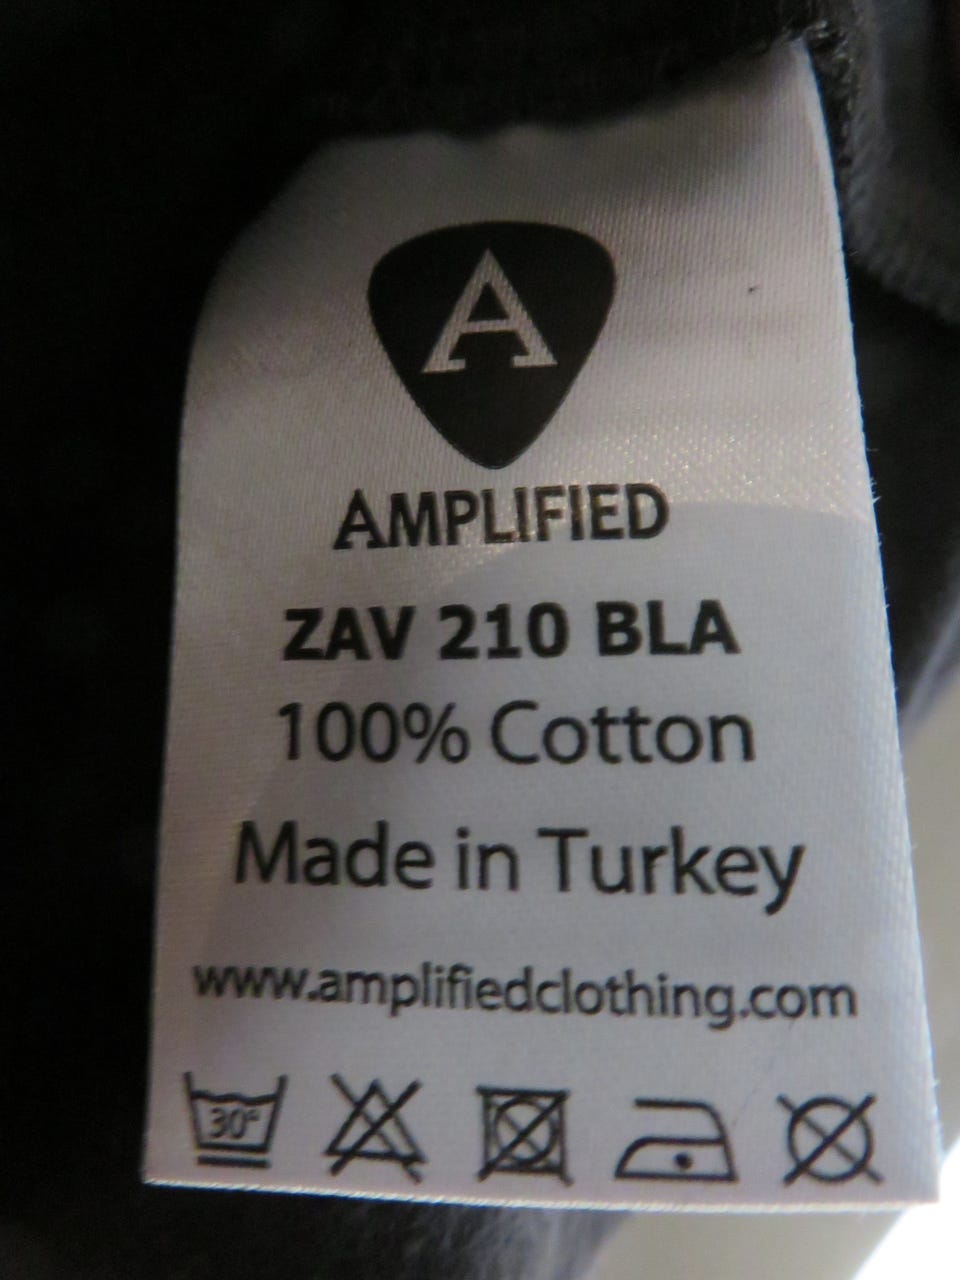 A
AMPLIFIED
ZAV 210 BLA
100% Cotton
Made in Turkey
www.amplifiedclothing.com
30°